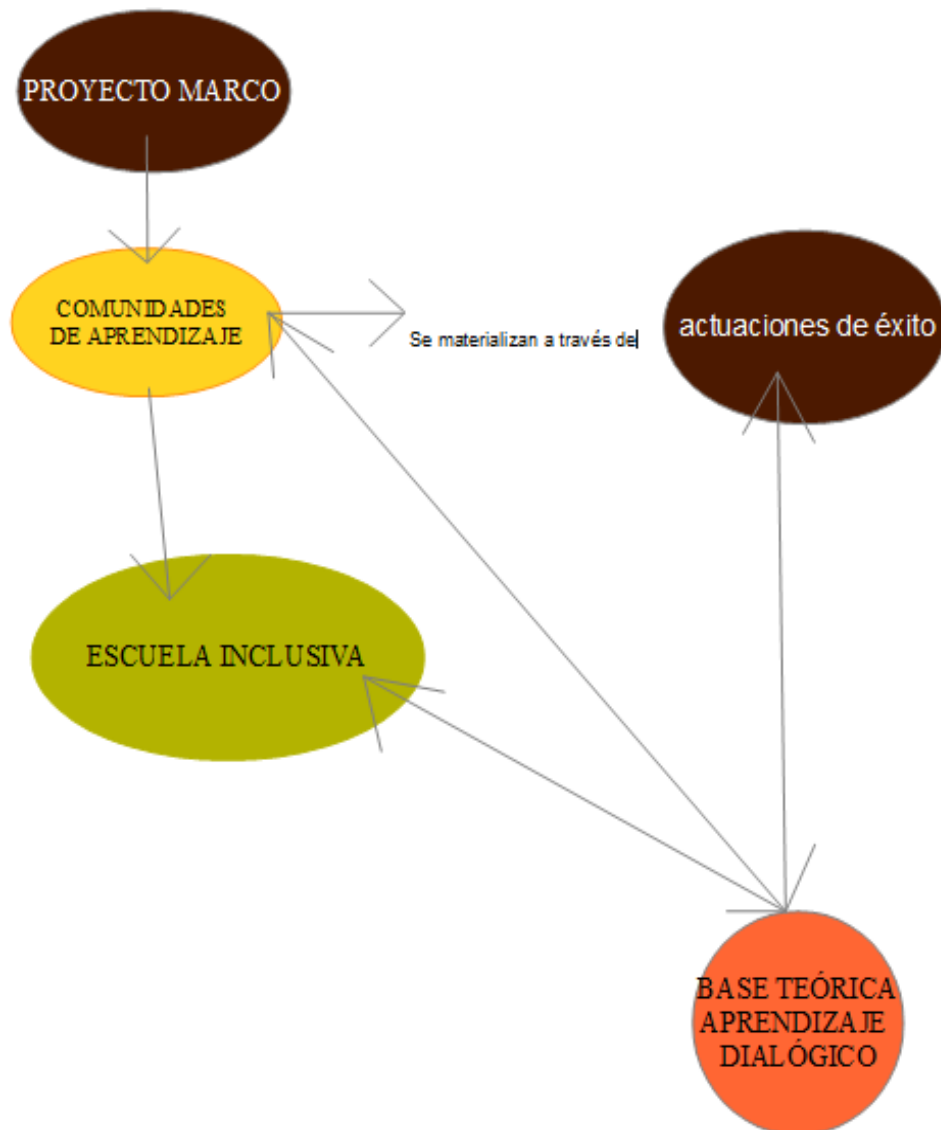 PROYECTO MARCO
COMUNIDADES
DE APRENDIZAJE
Se materializan a través de
actuaciones de éxito
ESCUELA INCLUSIVA
BASE TEÓRICA
APRENDIZAJE
DIALÓGICO